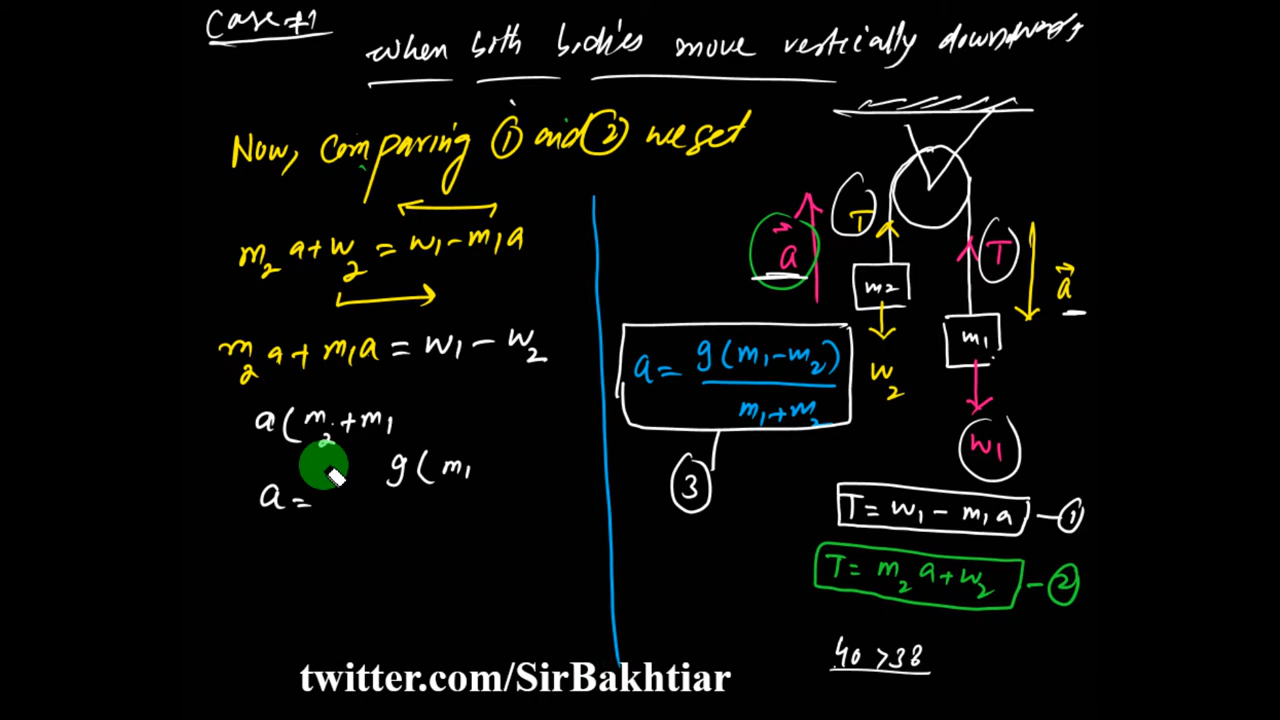 Case #1
when both bodies move vertically downwards
Now, comparing ① and ② we get
m₂ a + w₂ = w₁ - m₁a
m₂ a + m₁a = w₁ - w₂
a ( m₂ + m₁
g ( m₁
a =
a = g ( m₁ - m₂ ) / m₁ + m₂
③
a
T
T
a
m2
m₁
w₂
w₁
T = w₁ - m₁ a - ①
T = m₂ a + w₂ - ②
40 > 38
twitter.com/SirBakhtiar